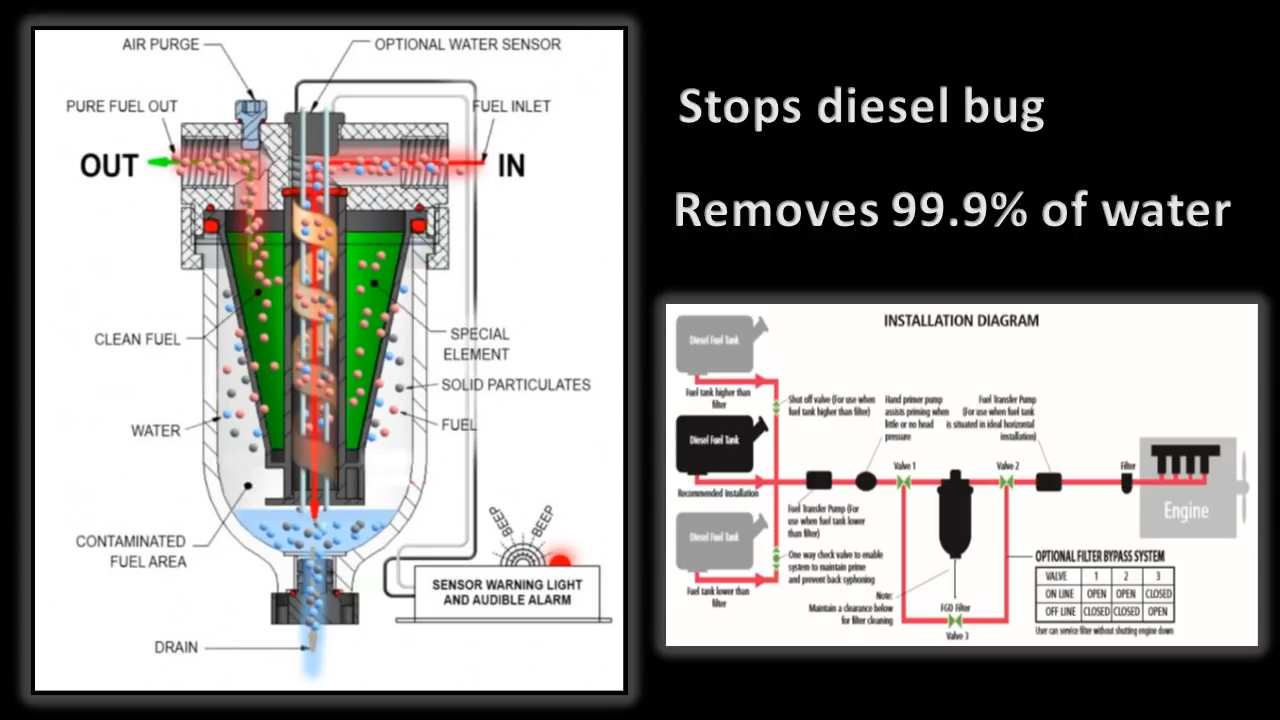 AIR PURGE
OPTIONAL WATER SENSOR
PURE FUEL OUT
FUEL INLET
OUT
IN
CLEAN FUEL
SPECIAL
ELEMENT
SOLID PARTICULATES
WATER
FUEL
CONTAMINATED
FUEL AREA
BEEP
BEEP
SENSOR WARNING LIGHT
AND AUDIBLE ALARM
DRAIN
Stops diesel bug
Removes 99.9% of water
INSTALLATION DIAGRAM
Diesel Fuel Tank
Fuel tank higher than
filter
Shut off valve (For use when
fuel tank higher than filter)
Hand primer pump
assists priming when
little or no head
pressure
Fuel Transfer Pump
(For use when fuel tank
is situated in ideal horizontal
installation)
Diesel Fuel Tank
Recommended Installation
Valve 1
Valve 2
Filter
Engine
Fuel Transfer Pump (For
use when fuel tank lower
than filter)
Diesel Fuel Tank
Fuel tank lower than
filter
One way check valve to enable
system to maintain prime
and prevent back syphoning
Note:
Maintain a clearance below
for filter cleaning
FGD Filter
Valve 3
OPTIONAL FILTER BYPASS SYSTEM
VALVE 1 2 3
ON LINE OPEN OPEN CLOSED
OFF LINE CLOSED CLOSED OPEN
User can service filter without shutting engine down